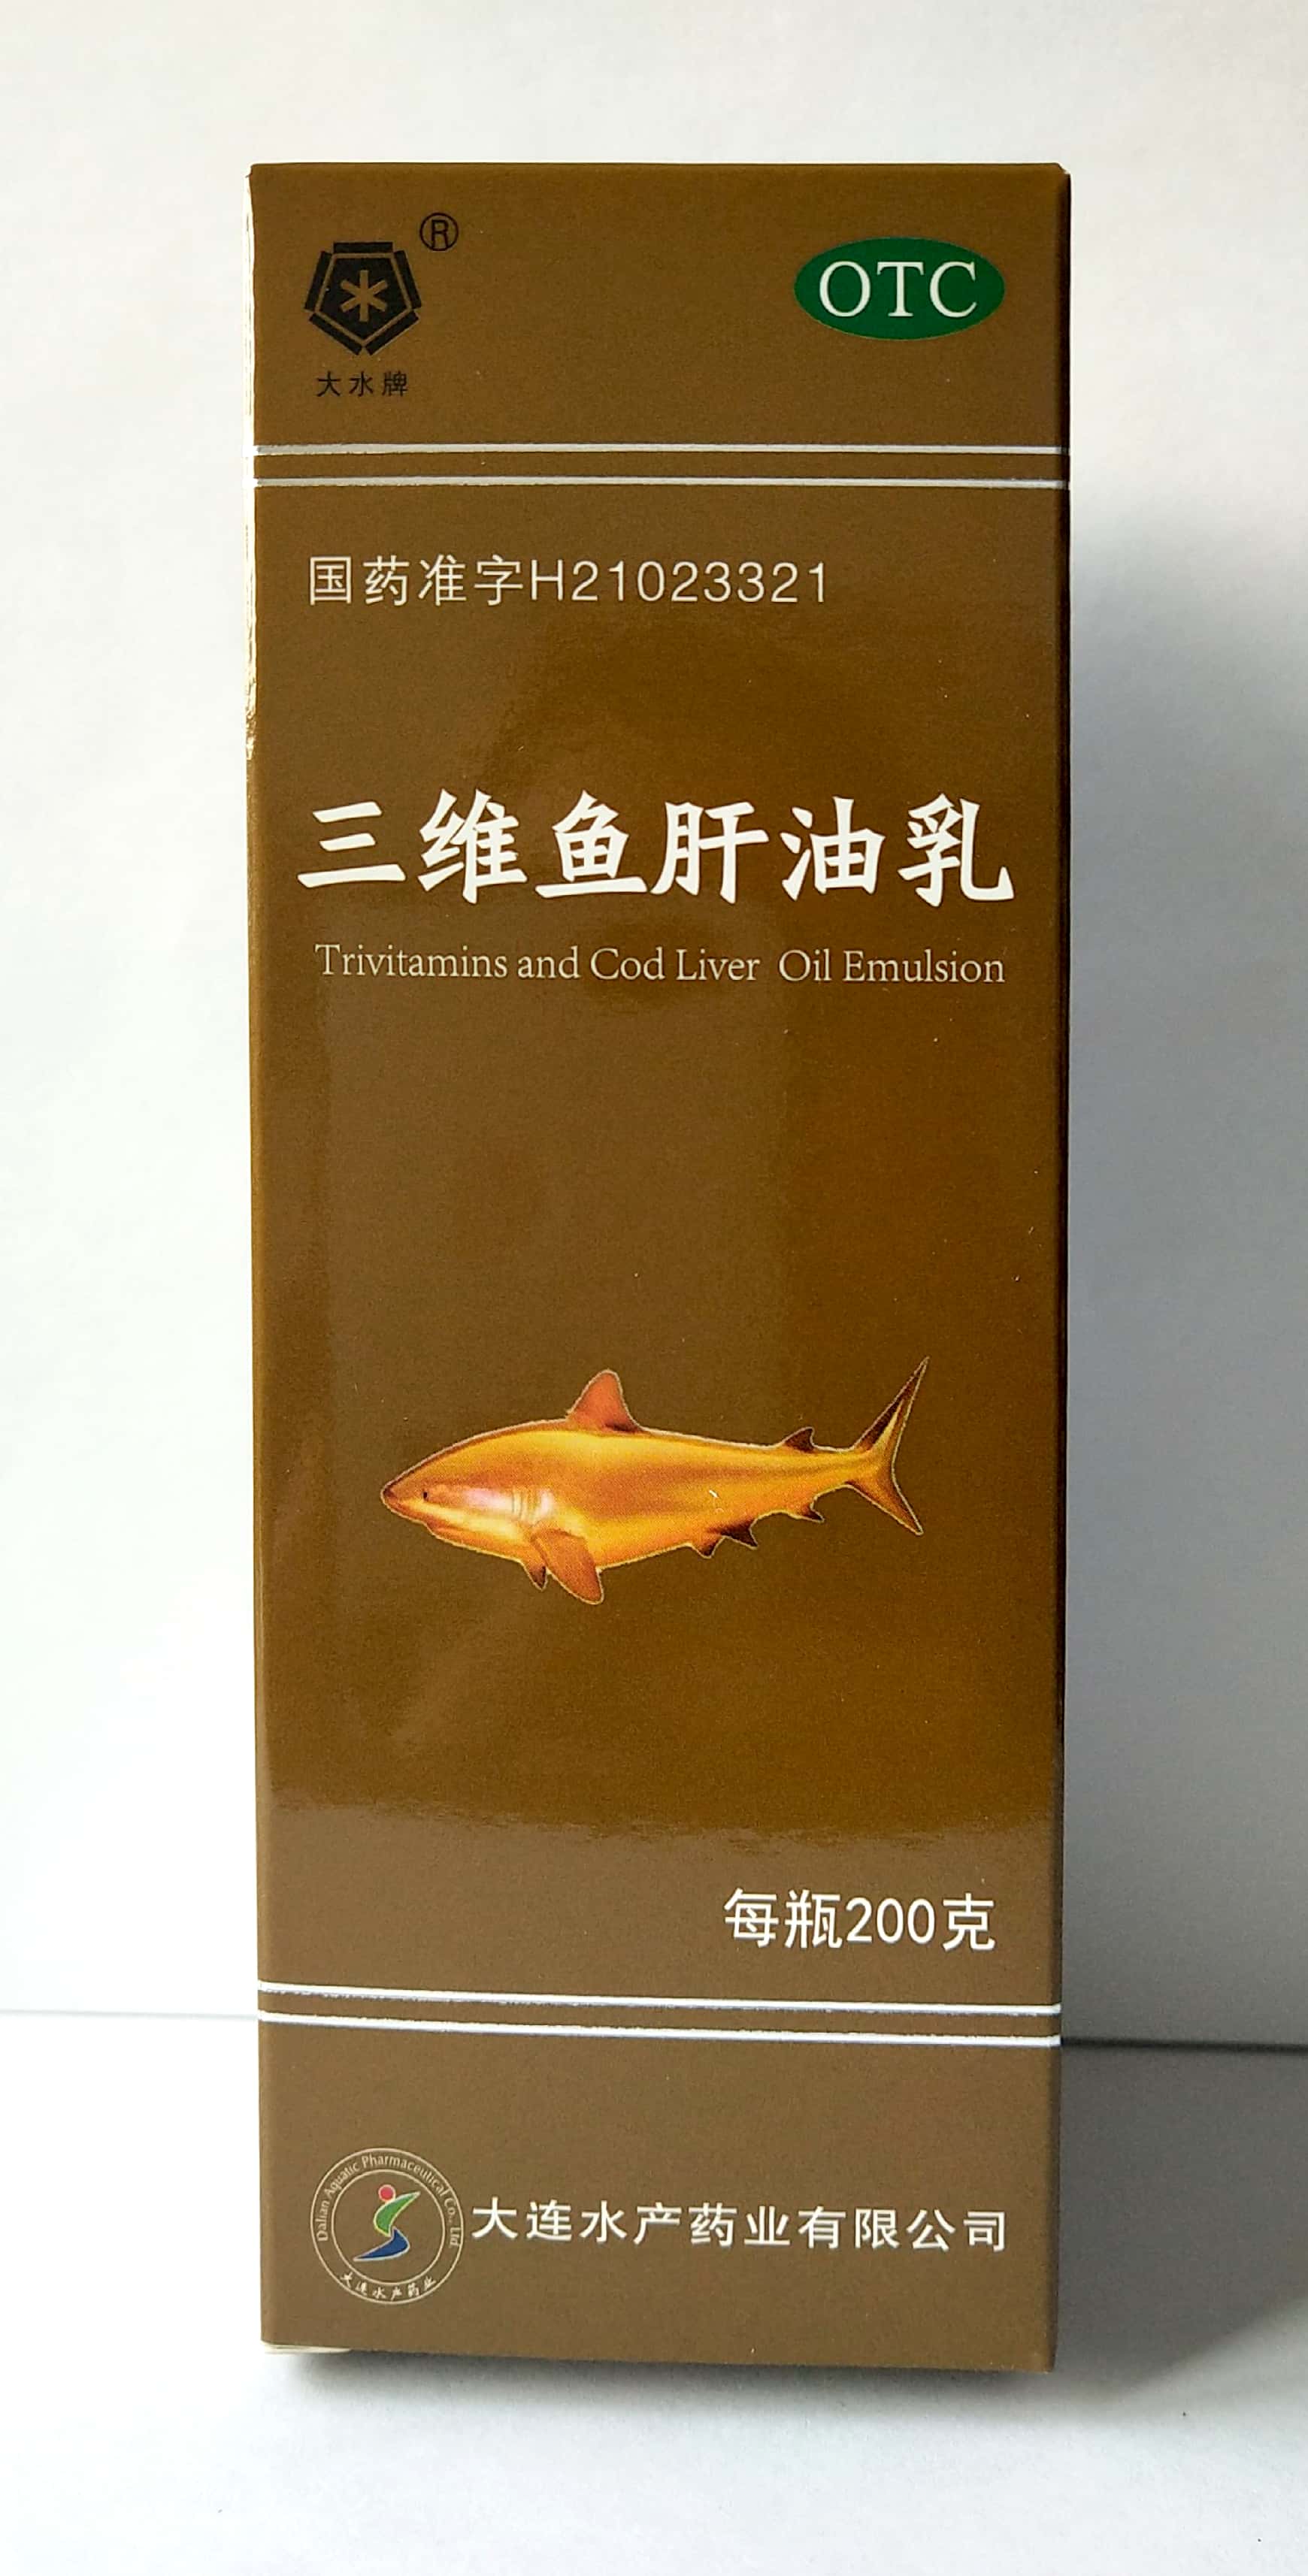 ®
OTC
大水牌
国药准字H21023321
三维鱼肝油乳
Trivitamins and Cod Liver Oil Emulsion
每瓶200克
Dalian Aquatic Pharmaceutical Co., Ltd
大连水产药业
大连水产药业有限公司